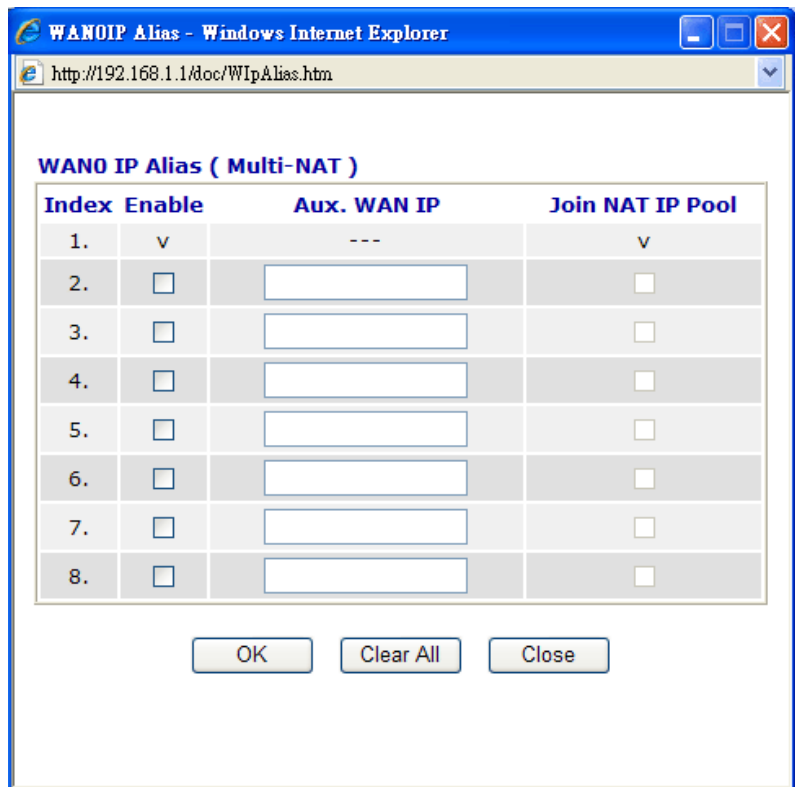 WAN0IP Alias - Windows Internet Explorer
http://192.168.1.1/doc/WIpAlias.htm
WAN0 IP Alias ( Multi-NAT )
Index Enable Aux. WAN IP Join NAT IP Pool
1. v --- v
2.
3.
4.
5.
6.
7.
8.
OK Clear All Close